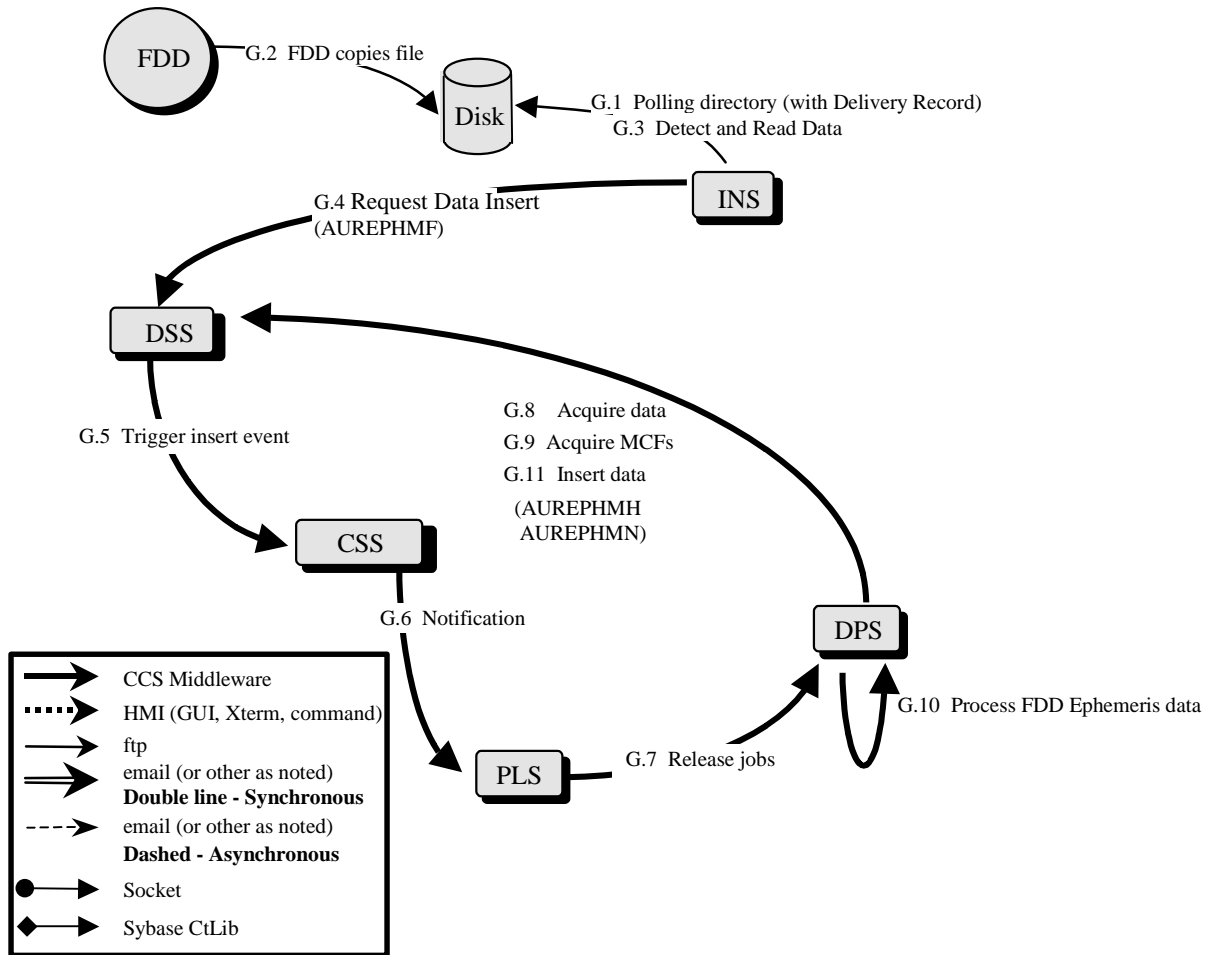 FDD
G.2 FDD copies file
Disk
G.1 Polling directory (with Delivery Record)
G.3 Detect and Read Data
INS
G.4 Request Data Insert
(AUREPHMF)
DSS
G.5 Trigger insert event
G.8 Acquire data
G.9 Acquire MCFs
G.11 Insert data
(AUREPHMH
AUREPHMN)
CSS
G.6 Notification
DPS
G.10 Process FDD Ephemeris data
PLS
G.7 Release jobs
CCS Middleware
HMI (GUI, Xterm, command)
ftp
email (or other as noted)
Double line - Synchronous
email (or other as noted)
Dashed - Asynchronous
Socket
Sybase CtLib